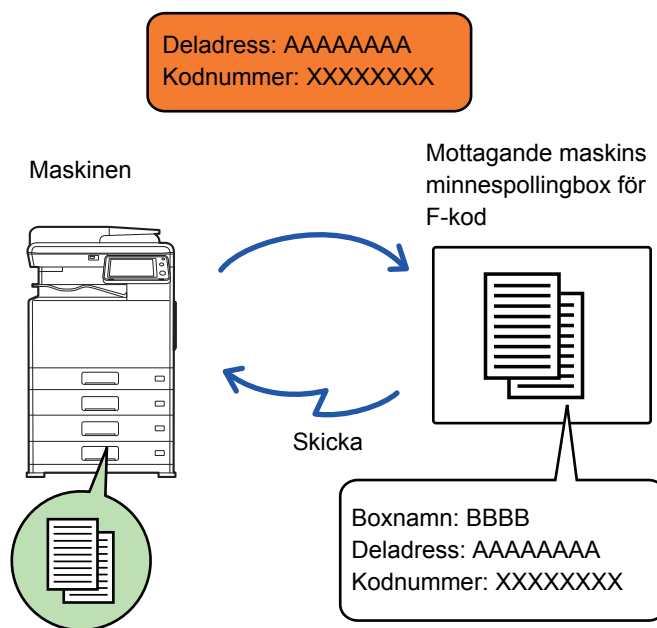 Deladress: AAAAAAAA
Kodnummer: XXXXXXXX
Maskinen
Mottagande maskins
minnespollingbox för
F-kod
Skicka
Boxnamn: BBBB
Deladress: AAAAAAAA
Kodnummer: XXXXXXXX